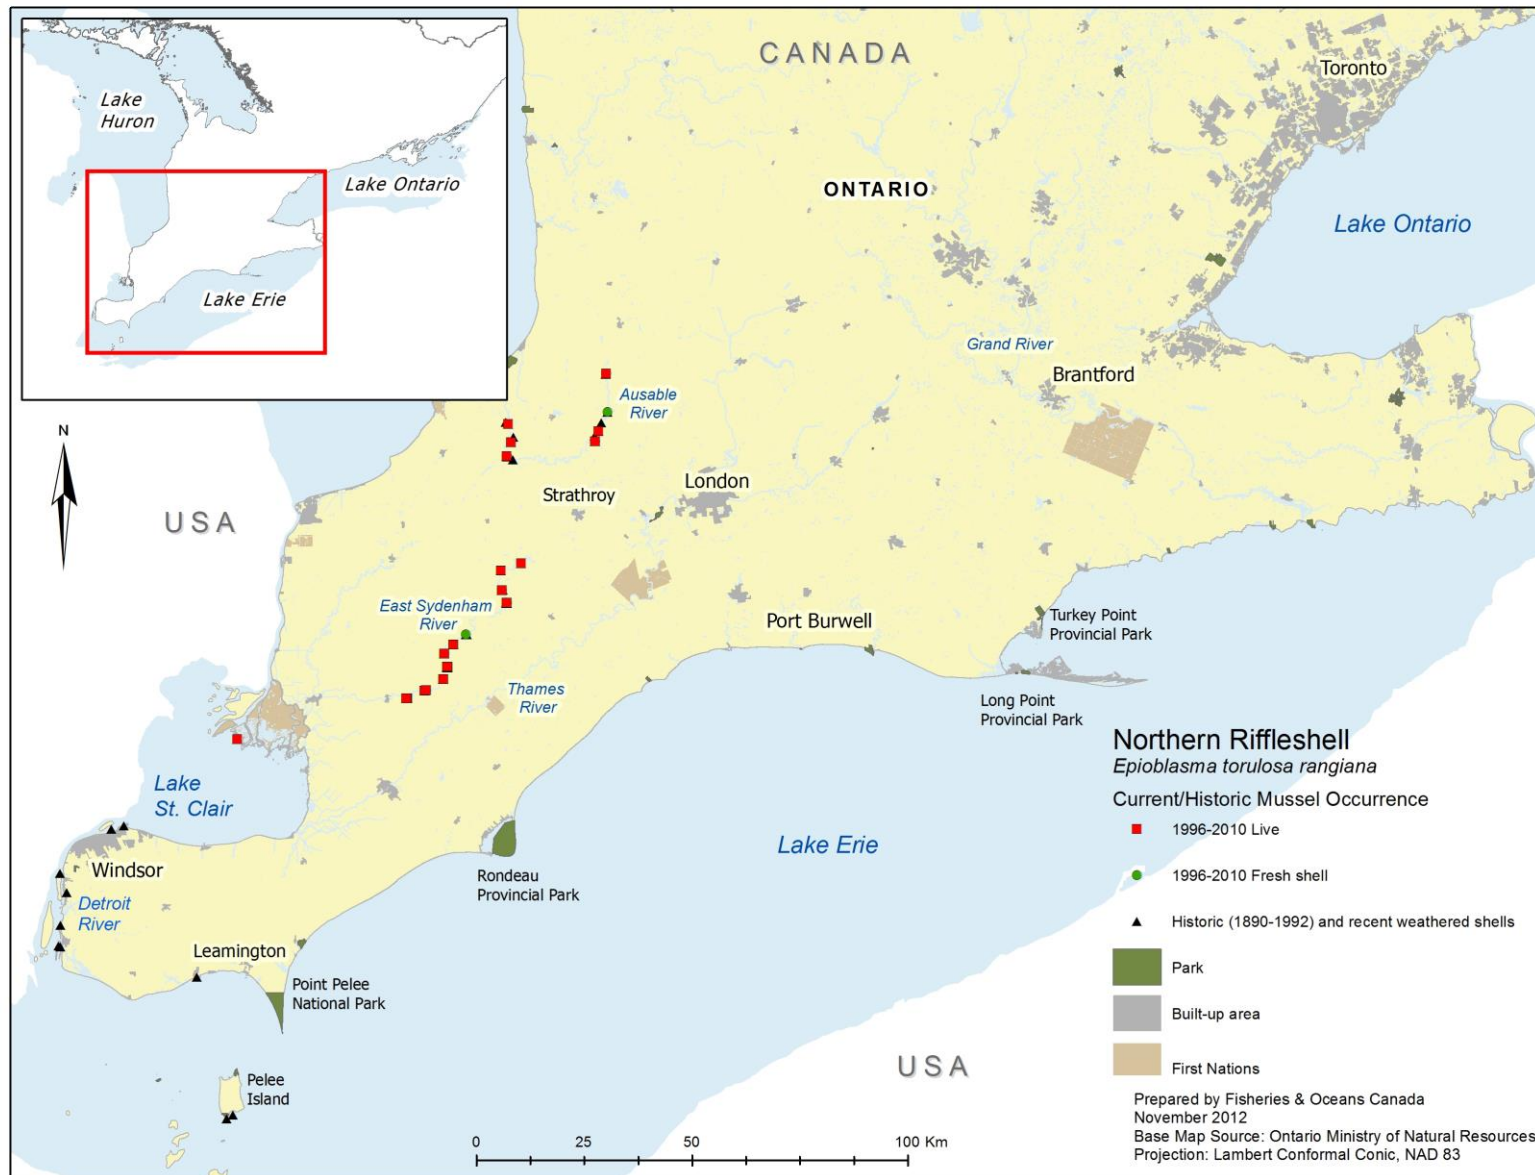 Lake
Huron
Lake Ontario
Lake Erie
CANADA
Toronto
ONTARIO
Lake Ontario
Grand River
Brantford
Ausable
River
N
USA
Strathroy
London
East Sydenham
River
Port Burwell
Turkey Point
Provincial Park
Thames
River
Long Point
Provincial Park
Lake
St. Clair
Windsor
Detroit
River
Lake Erie
Rondeau
Provincial Park
Leamington
Point Pelee
National Park
Pelee
Island
USA
Northern Riffleshell
Epioblasma torulosa rangiana
Current/Historic Mussel Occurrence
1996-2010 Live
1996-2010 Fresh shell
Historic (1890-1992) and recent weathered shells
Park
Built-up area
First Nations
Prepared by Fisheries & Oceans Canada
November 2012
Base Map Source: Ontario Ministry of Natural Resources
Projection: Lambert Conformal Conic, NAD 83
0 25 50 100 Km